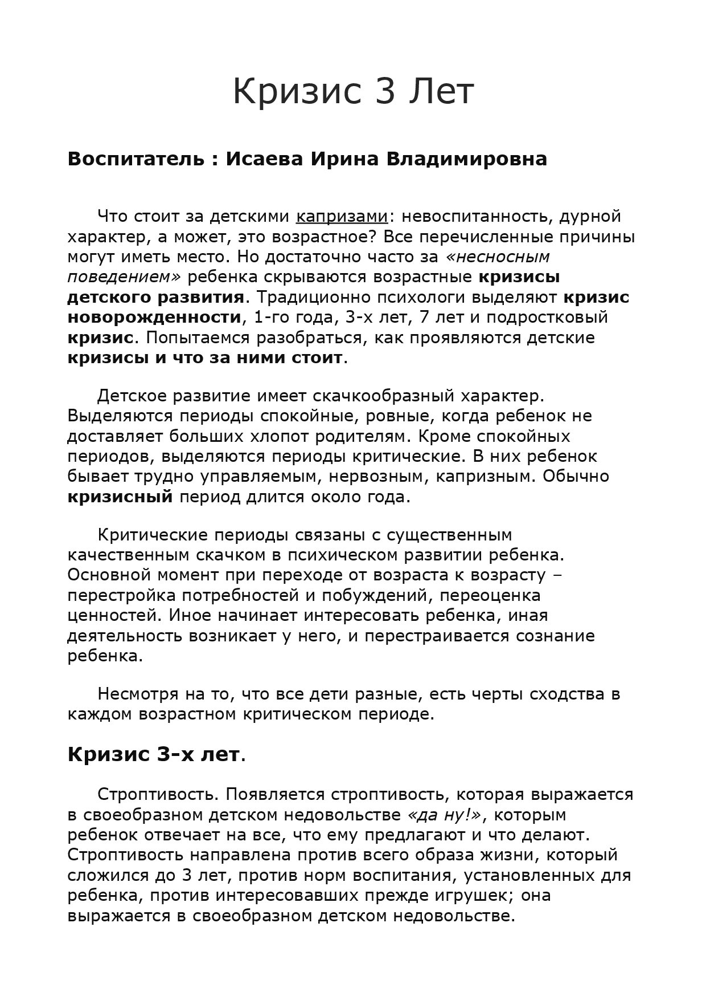 Кризис 3 Лет
Воспитатель : Исаева Ирина Владимировна
Что стоит за детскими капризами: невоспитанность, дурной
характер, а может, это возрастное? Все перечисленные причины
могут иметь место. Но достаточно часто за «несносным
поведением» ребенка скрываются возрастные кризисы
детского развития. Традиционно психологи выделяют кризис
новорожденности, 1-го года, 3-х лет, 7 лет и подростковый
кризис. Попытаемся разобраться, как проявляются детские
кризисы и что за ними стоит.
Детское развитие имеет скачкообразный характер.
Выделяются периоды спокойные, ровные, когда ребенок не
доставляет больших хлопот родителям. Кроме спокойных
периодов, выделяются периоды критические. В них ребенок
бывает трудно управляемым, нервозным, капризным. Обычно
кризисный период длится около года.
Критические периоды связаны с существенным
качественным скачком в психическом развитии ребенка.
Основной момент при переходе от возраста к возрасту –
перестройка потребностей и побуждений, переоценка
ценностей. Иное начинает интересовать ребенка, иная
деятельность возникает у него, и перестраивается сознание
ребенка.
Несмотря на то, что все дети разные, есть черты сходства в
каждом возрастном критическом периоде.
Кризис 3-х лет.
Строптивость. Появляется строптивость, которая выражается
в своеобразном детском недовольстве «да ну!», которым
ребенок отвечает на все, что ему предлагают и что делают.
Строптивость направлена против всего образа жизни, который
сложился до 3 лет, против норм воспитания, установленных для
ребенка, против интересовавших прежде игрушек; она
выражается в своеобразном детском недовольстве.